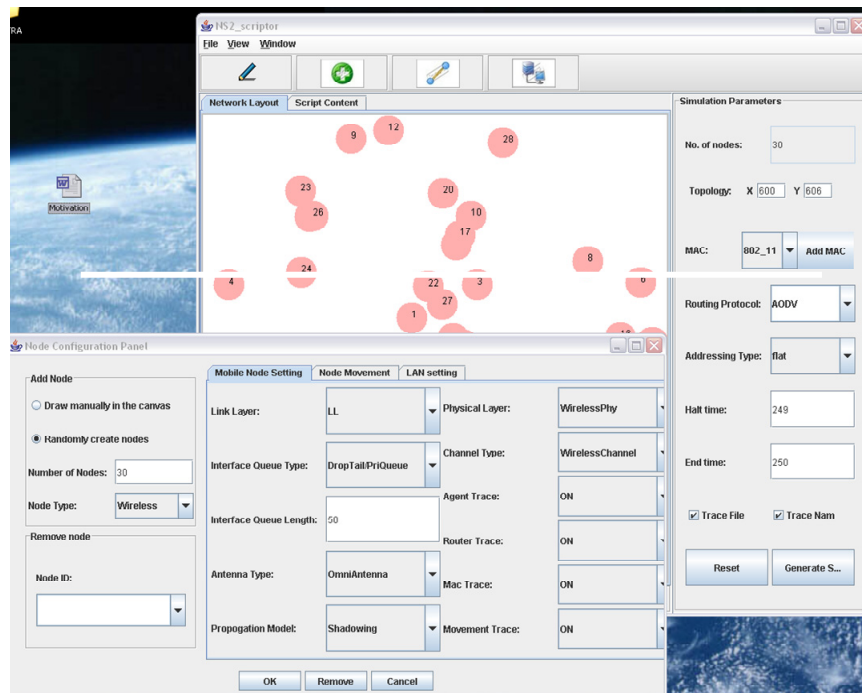 TRA
NS2_scriptor
File View Window
Network Layout Script Content
9
12
28
23
20
26
10
17
8
24
4
22
3
6
27
1
Motivation
Simulation Parameters
No. of nodes: 30
Topology: X 600 Y 606
MAC: 802_11 Add MAC
Routing Protocol: AODV
Addressing Type: flat
Halt time: 249
End time: 250
Trace File Trace Nam
Reset Generate S...
Node Configuration Panel
Add Node
Draw manually in the canvas
Randomly create nodes
Number of Nodes: 30
Node Type: Wireless
Remove node
Node ID:
Mobile Node Setting Node Movement LAN setting
Link Layer: LL
Physical Layer: WirelessPhy
Interface Queue Type: DropTail/PriQueue
Channel Type: WirelessChannel
Interface Queue Length: 50
Agent Trace: ON
Router Trace: ON
Antenna Type: OmniAntenna
Mac Trace: ON
Propogation Model: Shadowing
Movement Trace: ON
OK Remove Cancel